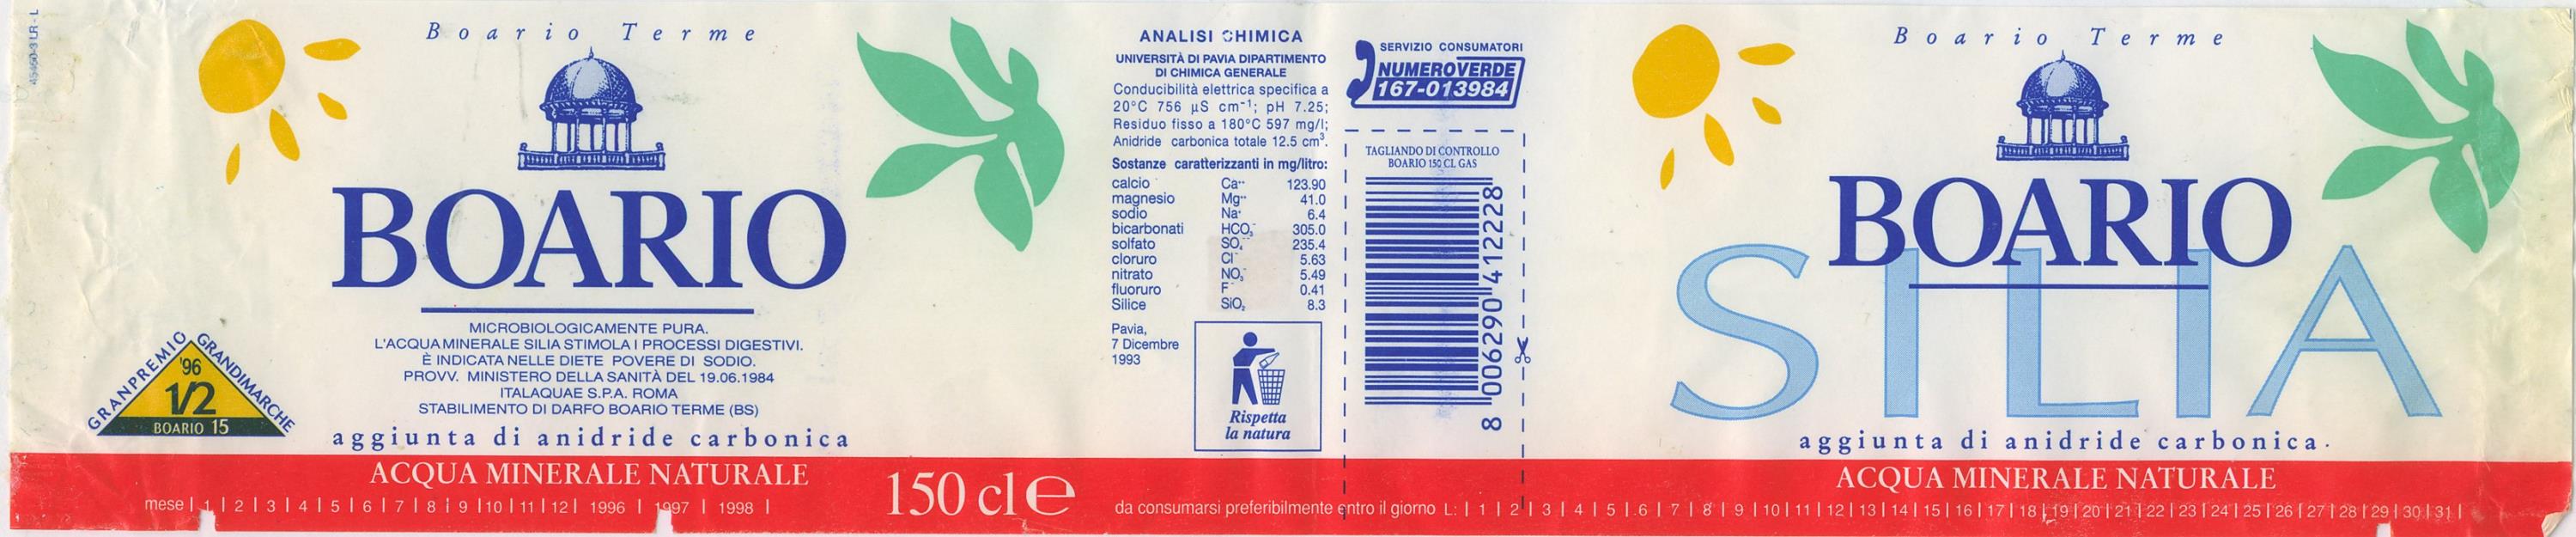 45460-3 LR - L
Boario Terme
BOARIO
MICROBIOLOGICAMENTE PURA.
L'ACQUA MINERALE SILIA STIMOLA I PROCESSI DIGESTIVI.
È INDICATA NELLE DIETE POVERE DI SODIO.
PROVV. MINISTERO DELLA SANITÀ DEL 19.06.1984
ITALAQUAE S.P.A. ROMA
STABILIMENTO DI DARFO BOARIO TERME (BS)
aggiunta di anidride carbonica
GRANPREMIO GRANDIMARCHE
'96
1/2
BOARIO 15
ACQUA MINERALE NATURALE
mese | 1 | 2 | 3 | 4 | 5 | 6 | 7 | 8 | 9 | 10 | 11 | 12 | 1996 | 1997 | 1998 |
150 cl e
ANALISI CHIMICA
UNIVERSITÀ DI PAVIA DIPARTIMENTO
DI CHIMICA GENERALE
Conducibilità elettrica specifica a
20°C 756 µS cm⁻¹; pH 7.25;
Residuo fisso a 180°C 597 mg/l;
Anidride carbonica totale 12.5 cm³.
Sostanze caratterizzanti in mg/litro:
calcio Ca⁺⁺ 123.90
magnesio Mg⁺⁺ 41.0
sodio Na⁺ 6.4
bicarbonati HCO₃⁻ 305.0
solfato SO₄⁻⁻ 235.4
cloruro Cl⁻ 5.63
nitrato NO₃⁻ 5.49
fluoruro F⁻ 0.41
Silice SiO₂ 8.3
Pavia,
7 Dicembre
1993
Rispetta
la natura
SERVIZIO CONSUMATORI
NUMEROVERDE
167-013984
TAGLIANDO DI CONTROLLO
BOARIO 150 CL GAS
8 006290 412228
da consumarsi preferibilmente entro il giorno L: | 1 | 2 | 3 | 4 | 5 | 6 | 7 | 8 | 9 | 10 | 11 | 12 | 13 | 14 | 15 | 16 | 17 | 18 | 19 | 20 | 21 | 22 | 23 | 24 | 25 | 26 | 27 | 28 | 29 | 30 | 31 |
Boario Terme
BOARIO
SILIA
aggiunta di anidride carbonica.
ACQUA MINERALE NATURALE